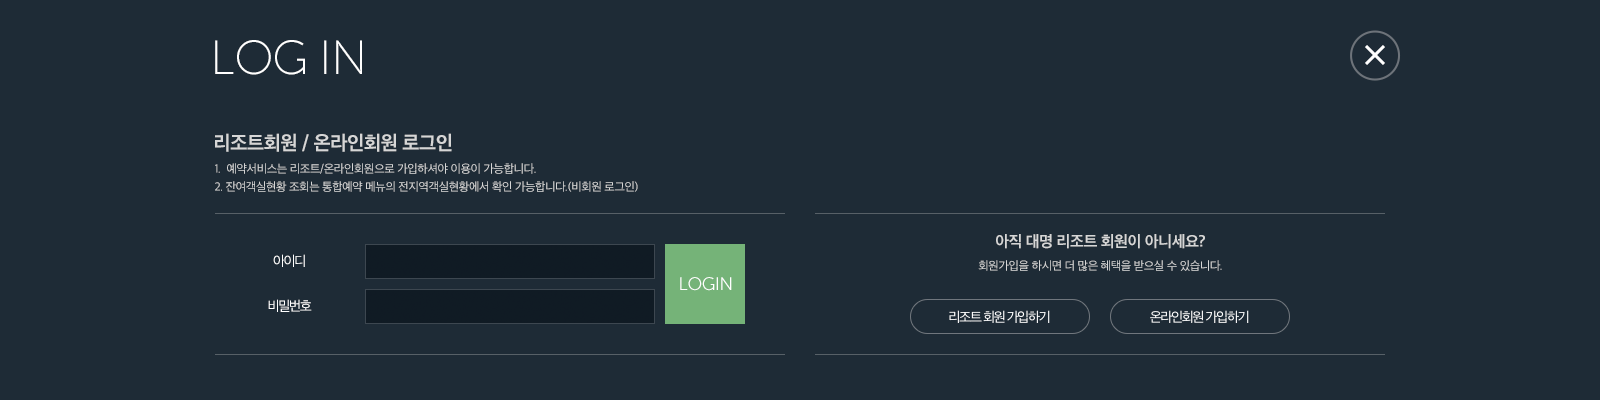 LOG IN
리조트회원 / 온라인회원 로그인
1. 예약서비스는 리조트/온라인회원으로 가입하셔야 이용이 가능합니다.
2. 잔여객실현황 조회는 통합예약 메뉴의 전지역객실현황에서 확인 가능합니다.(비회원 로그인)
아이디
비밀번호
LOGIN
아직 대명 리조트 회원이 아니세요?
회원가입을 하시면 더 많은 혜택을 받으실 수 있습니다.
리조트 회원 가입하기
온라인회원 가입하기